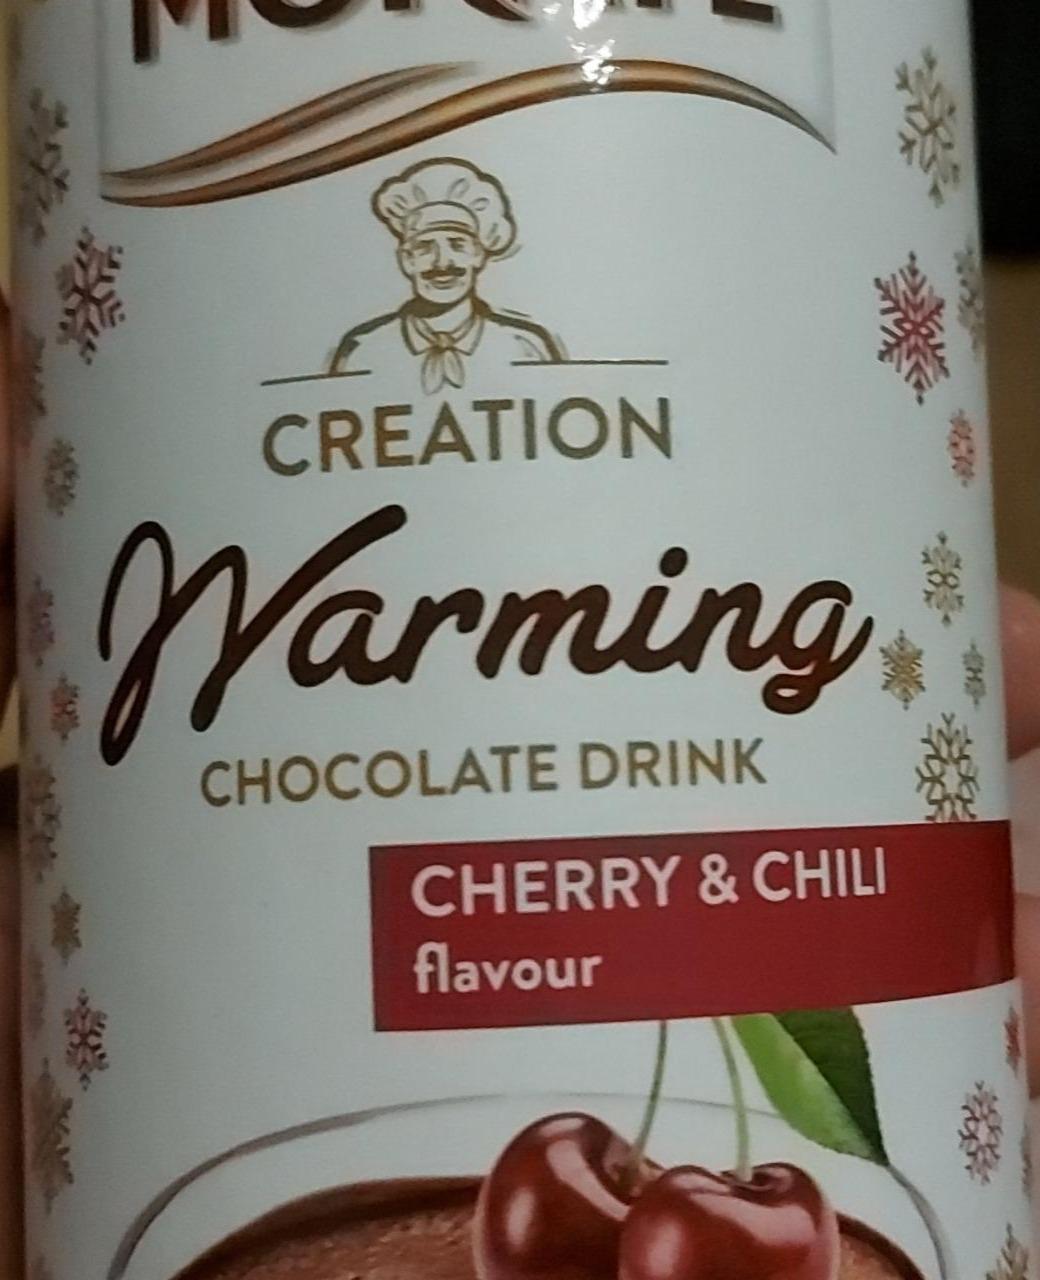 CREATION
Warming
CHOCOLATE DRINK
CHERRY & CHILI
flavour